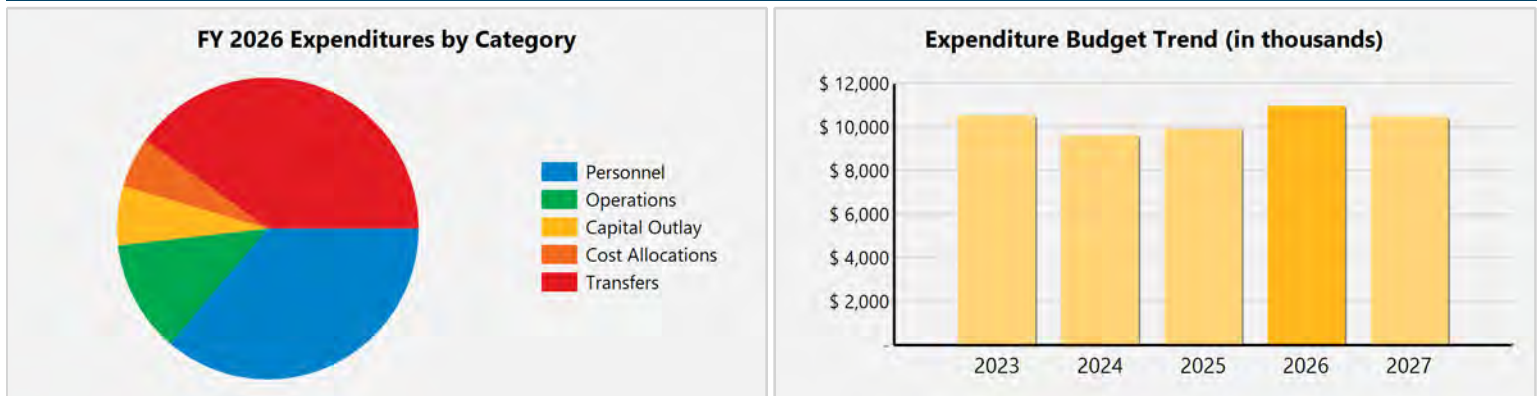 FY 2026 Expenditures by Category
Personnel
Operations
Capital Outlay
Cost Allocations
Transfers
Expenditure Budget Trend (in thousands)
$ 12,000
$ 10,000
$ 8,000
$ 6,000
$ 4,000
$ 2,000
-
2023 2024 2025 2026 2027